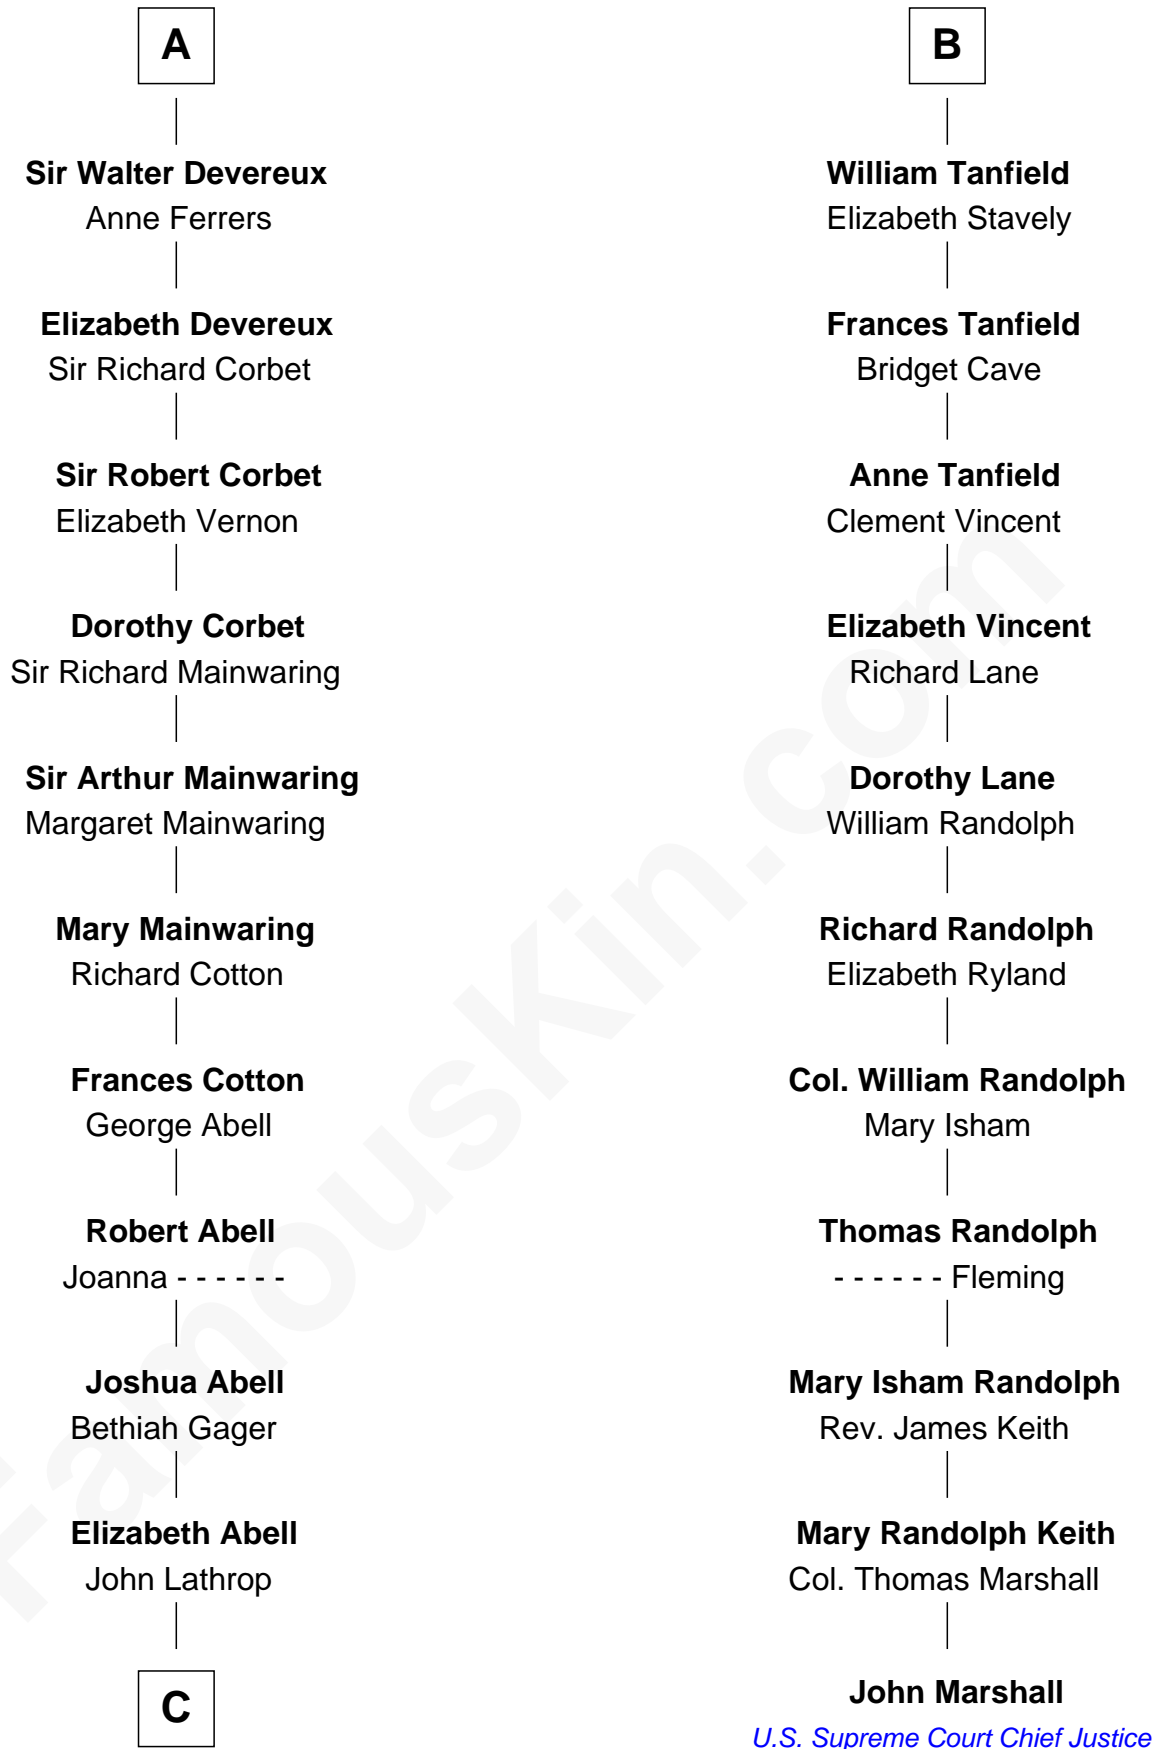 A
Sir Walter Devereux
Anne Ferrers
Elizabeth Devereux
Sir Richard Corbet
Sir Robert Corbet
Elizabeth Vernon
Dorothy Corbet
Sir Richard Mainwaring
Sir Arthur Mainwaring
Margaret Mainwaring
Mary Mainwaring
Richard Cotton
Frances Cotton
George Abell
Robert Abell
Joanna - - - - - -
Joshua Abell
Bethiah Gager
Elizabeth Abell
John Lathrop
C
B
William Tanfield
Elizabeth Stavely
Frances Tanfield
Bridget Cave
Anne Tanfield
Clement Vincent
Elizabeth Vincent
Richard Lane
Dorothy Lane
William Randolph
Richard Randolph
Elizabeth Ryland
Col. William Randolph
Mary Isham
Thomas Randolph
- - - - - - Fleming
Mary Isham Randolph
Rev. James Keith
Mary Randolph Keith
Col. Thomas Marshall
John Marshall
U.S. Supreme Court Chief Justice
FamousKin.com